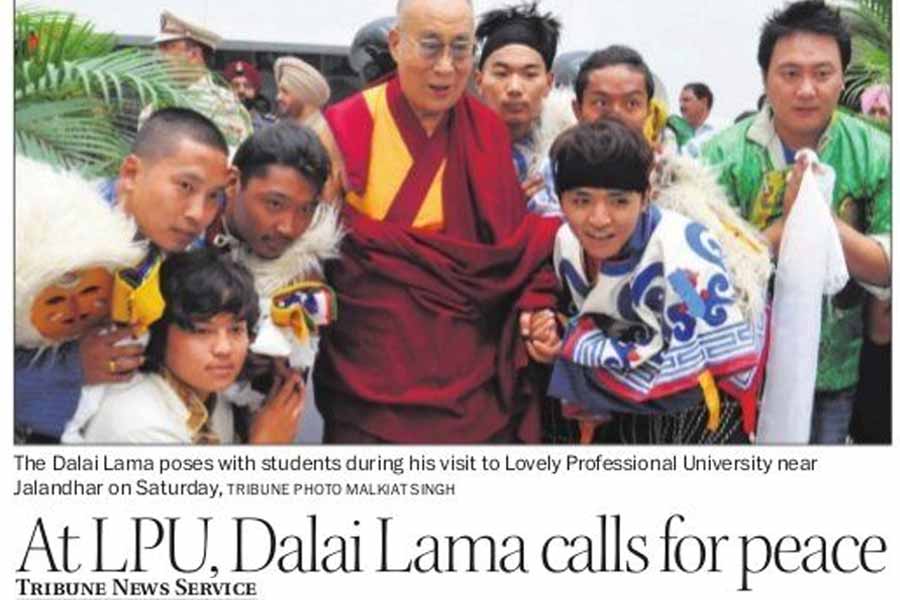 The Dalai Lama poses with students during his visit to Lovely Professional University near
Jalandhar on Saturday, TRIBUNE PHOTO MALKIAT SINGH
At LPU, Dalai Lama calls for peace
TRIBUNE NEWS SERVICE